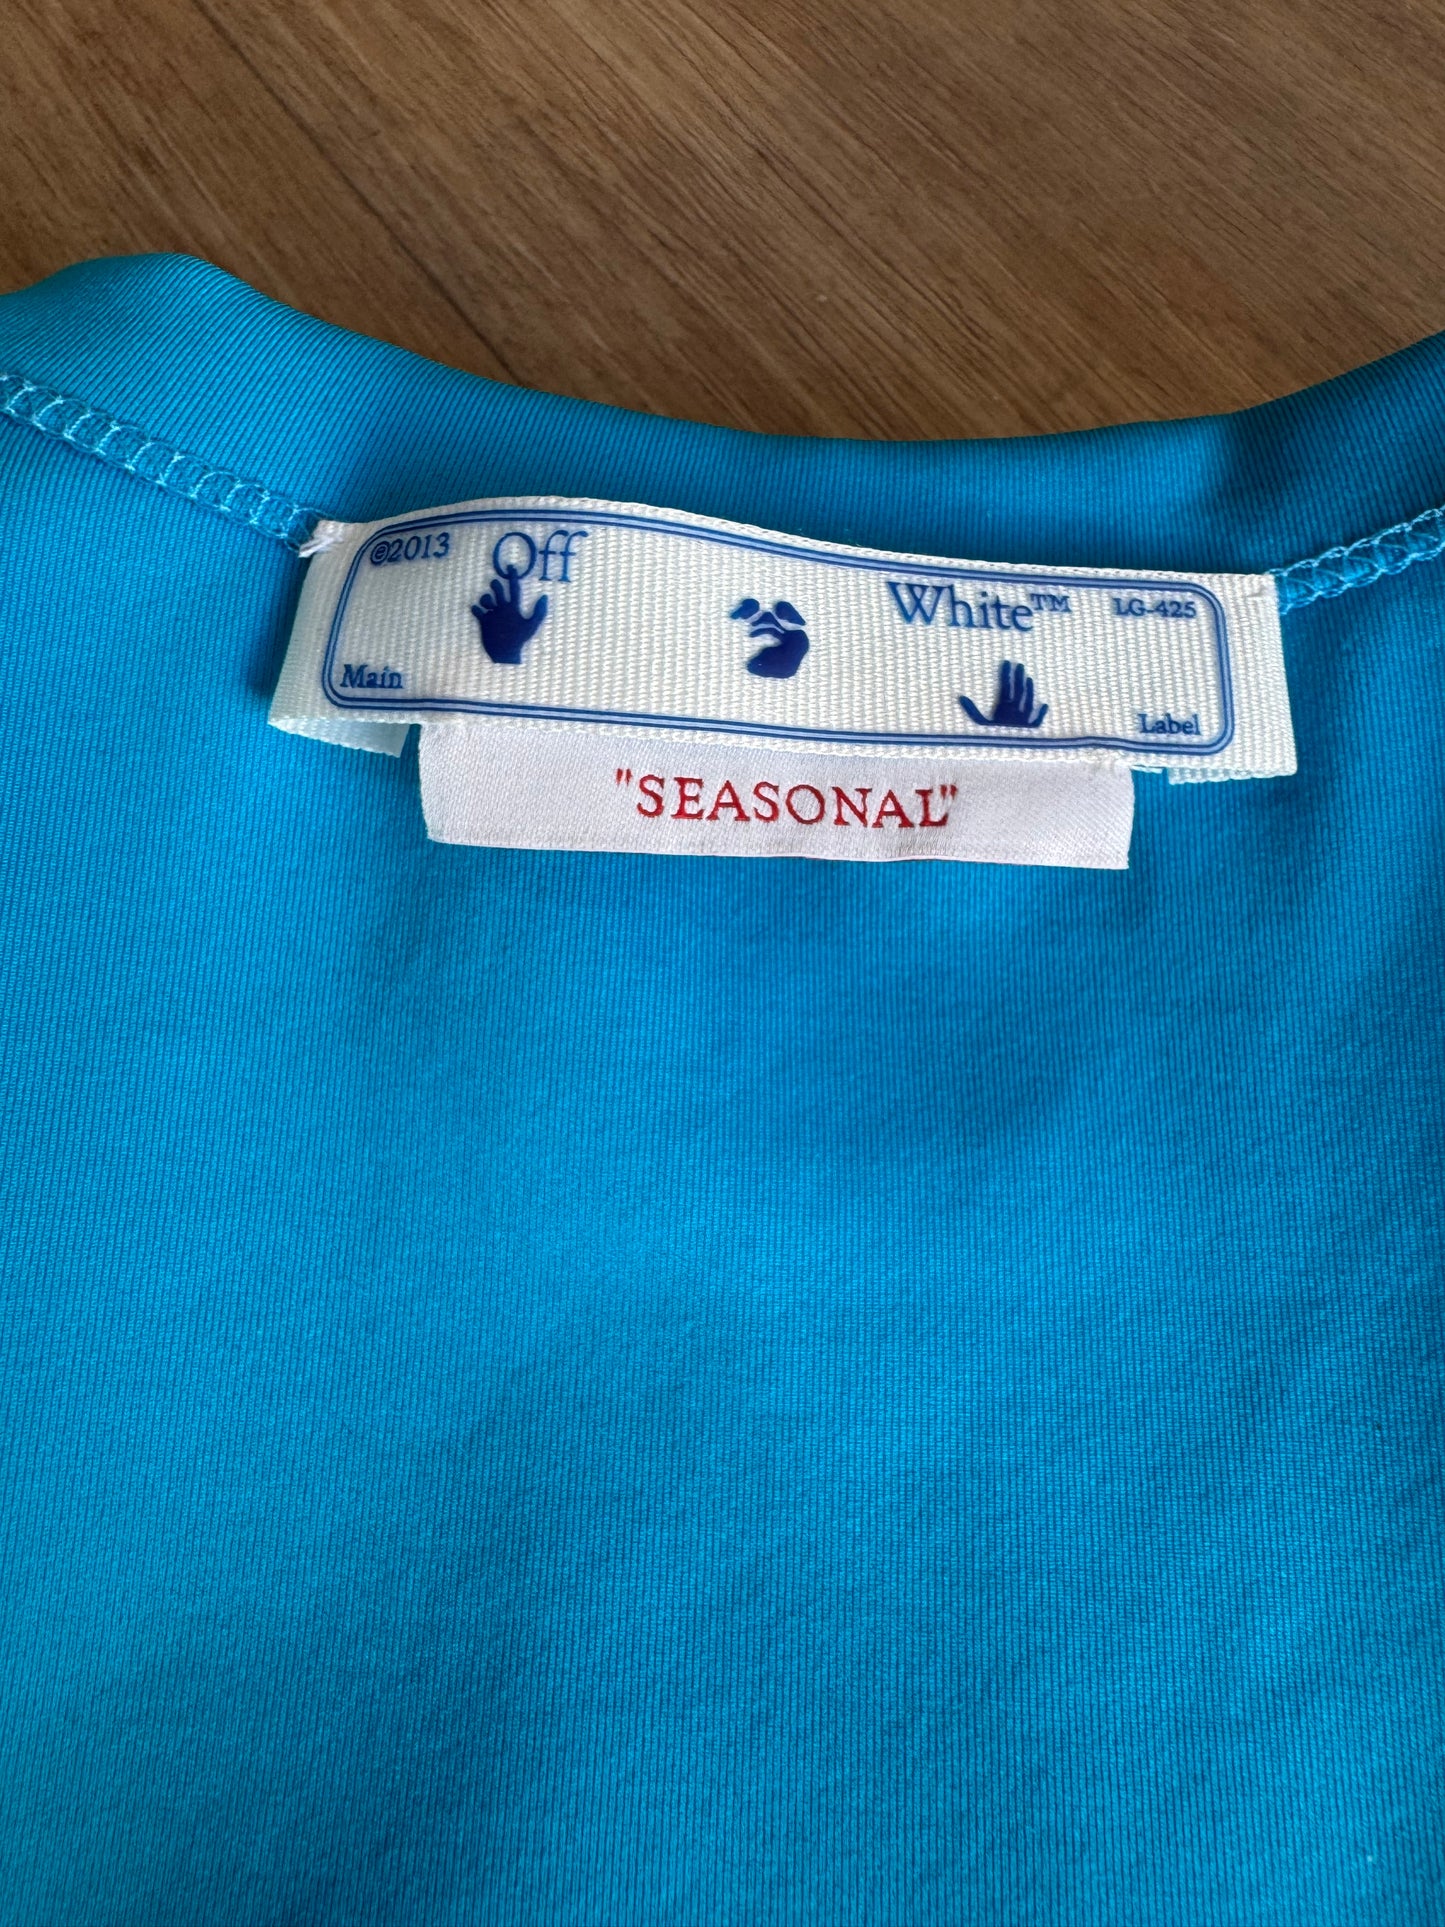 ©2013 Off White™ LG-425
Main Label
"SEASONAL"